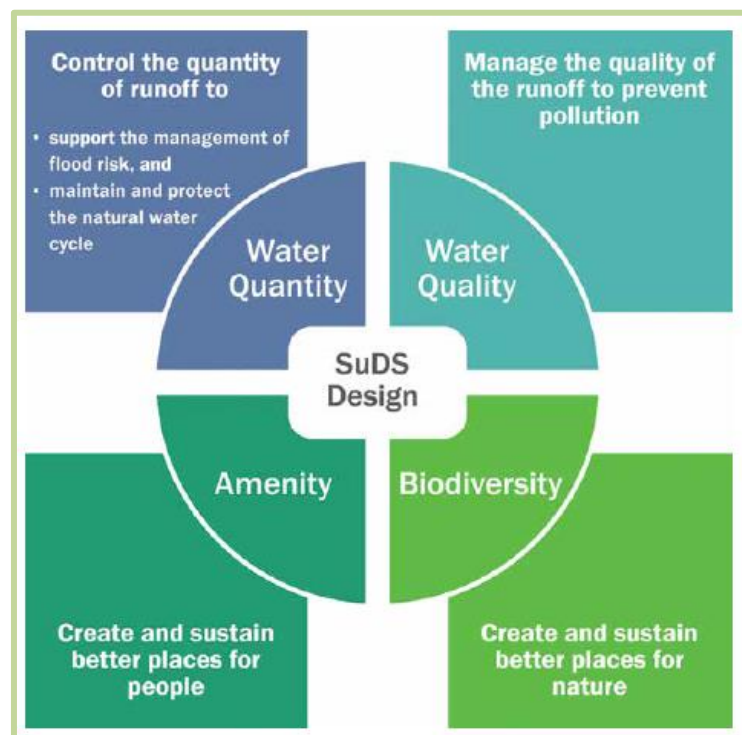 Control the quantity
of runoff to
• support the management of
flood risk, and
• maintain and protect
the natural water
cycle
Manage the quality of
the runoff to prevent
pollution
Water
Quantity
Water
Quality
SuDS
Design
Amenity
Biodiversity
Create and sustain
better places for
people
Create and sustain
better places for
nature